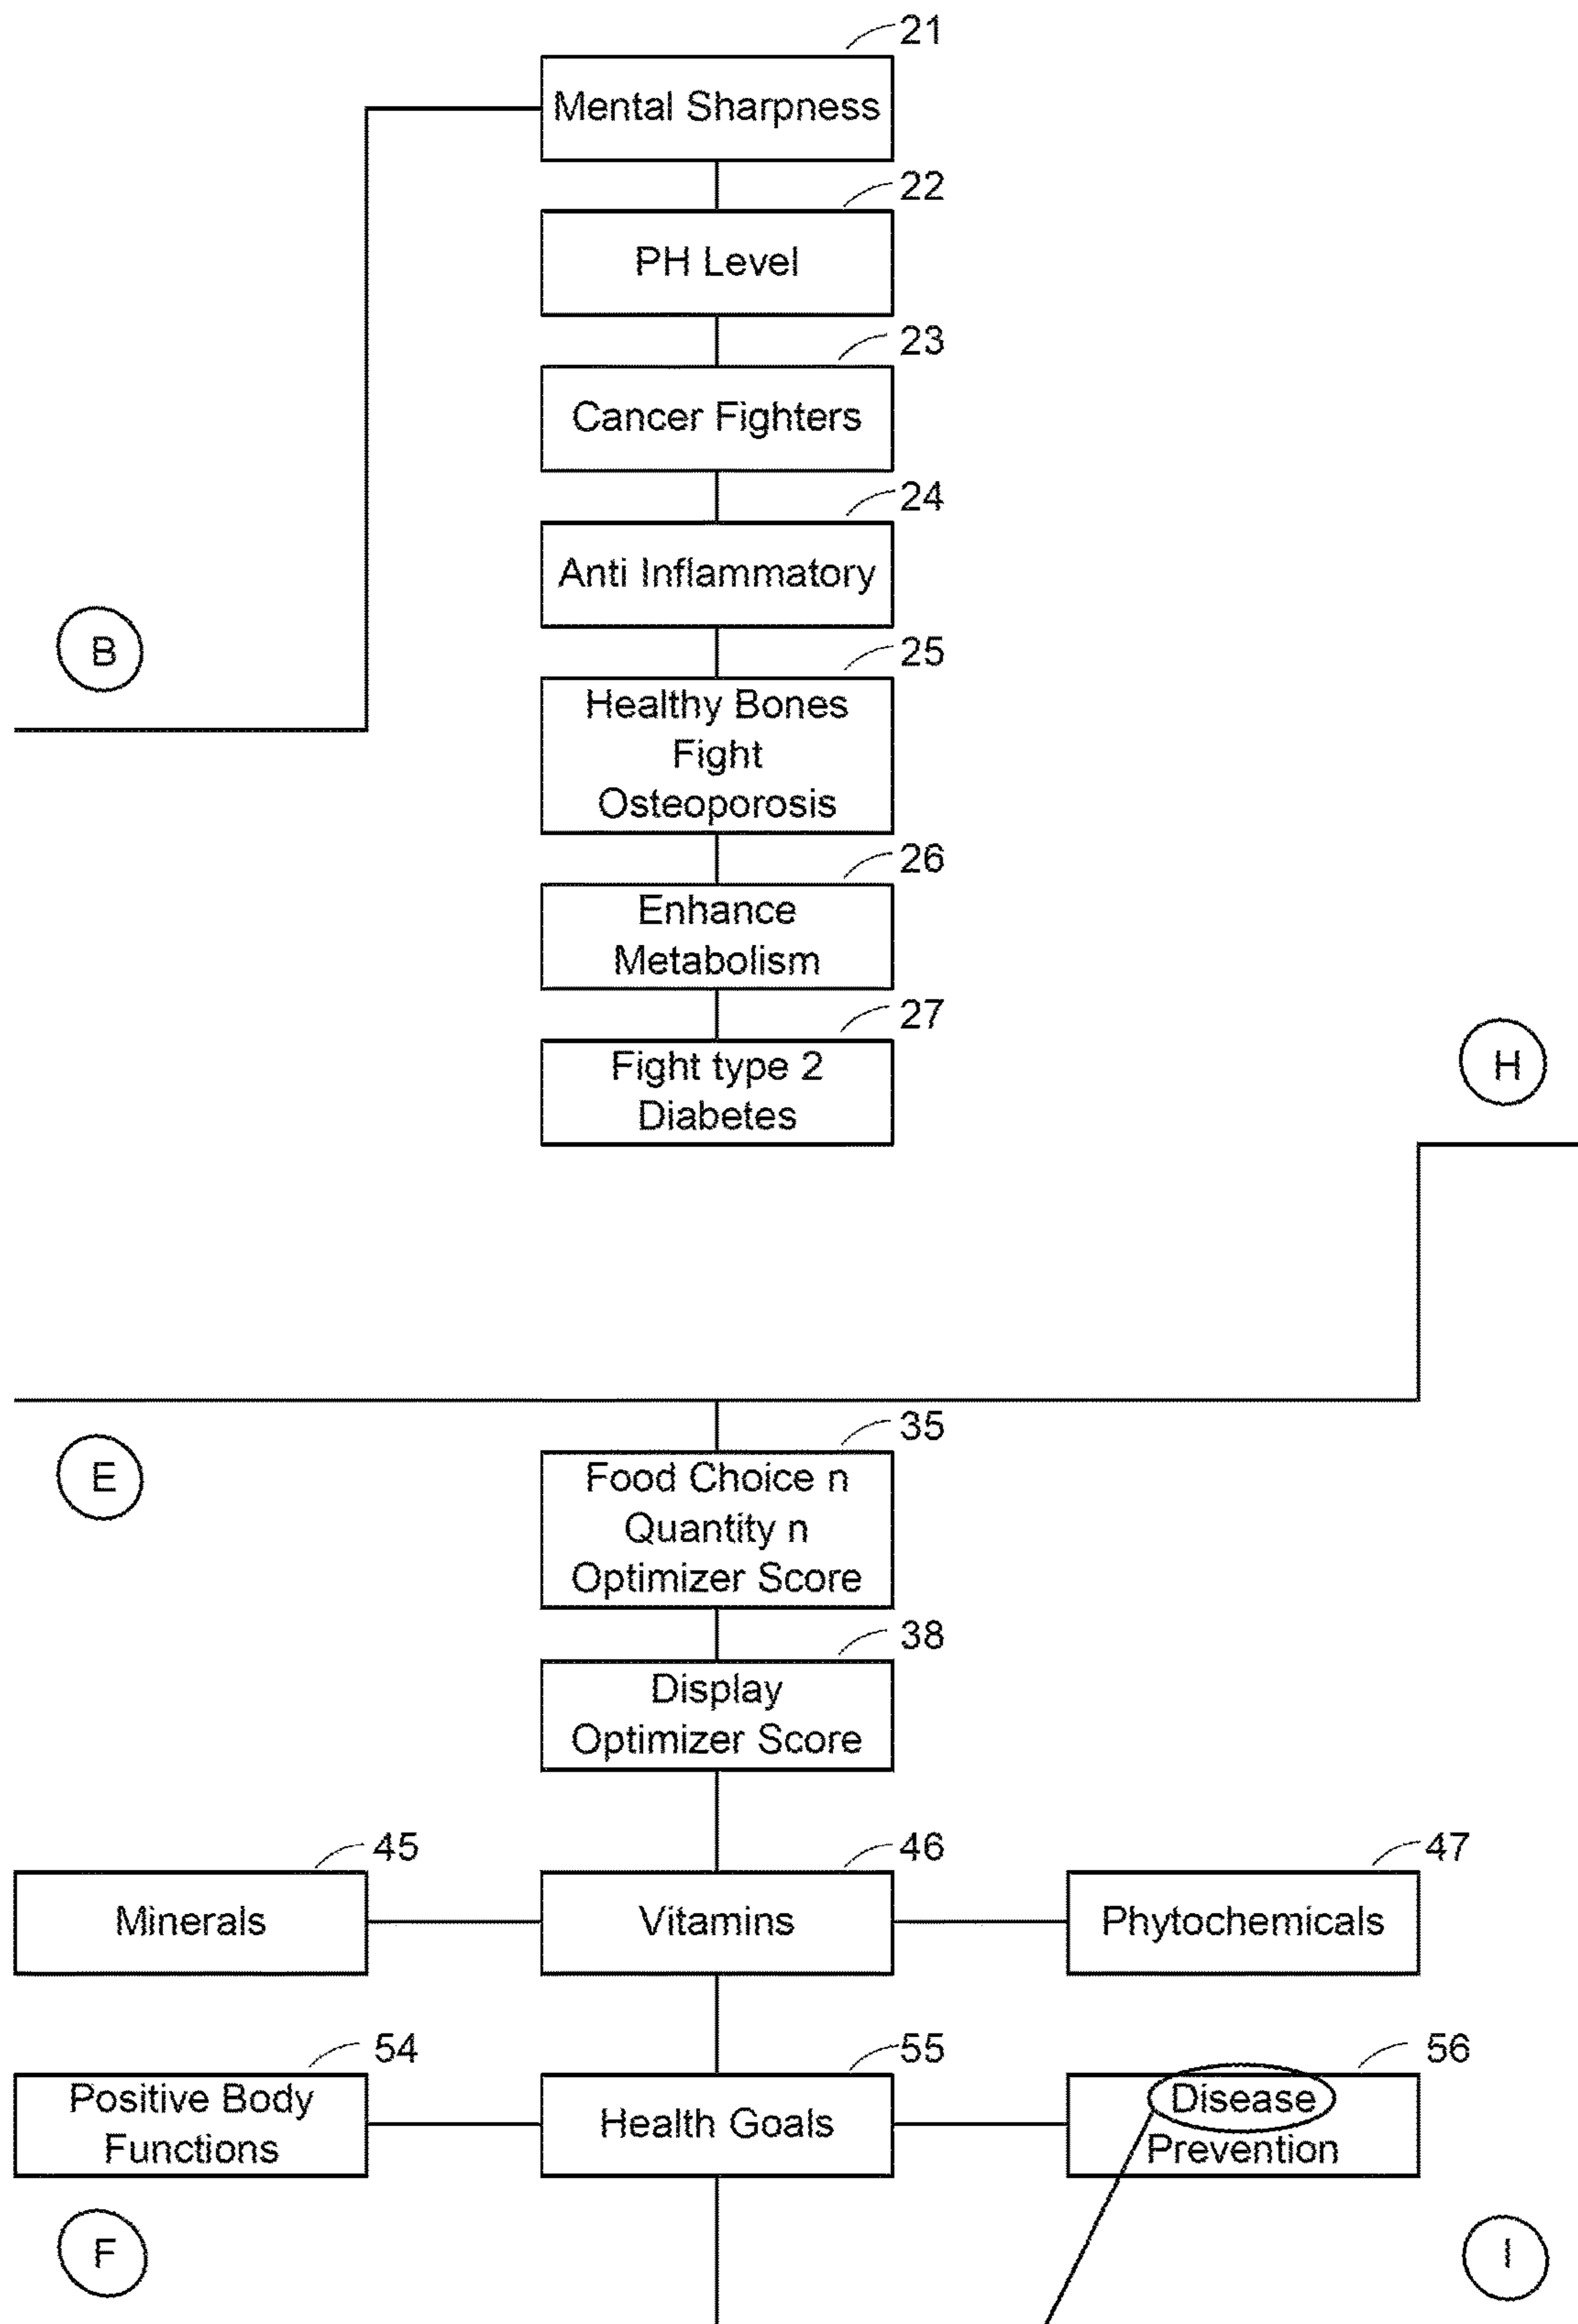 21
Mental Sharpness
22
PH Level
23
Cancer Fighters
24
Anti Inflammatory
B
25
Healthy Bones
Fight
Osteoporosis
26
Enhance
Metabolism
27
Fight type 2
Diabetes
H
E
35
Food Choice n
Quantity n
Optimizer Score
38
Display
Optimizer Score
45
Minerals
46
Vitamins
47
Phytochemicals
54
Positive Body
Functions
55
Health Goals
56
Disease
Prevention
F
I